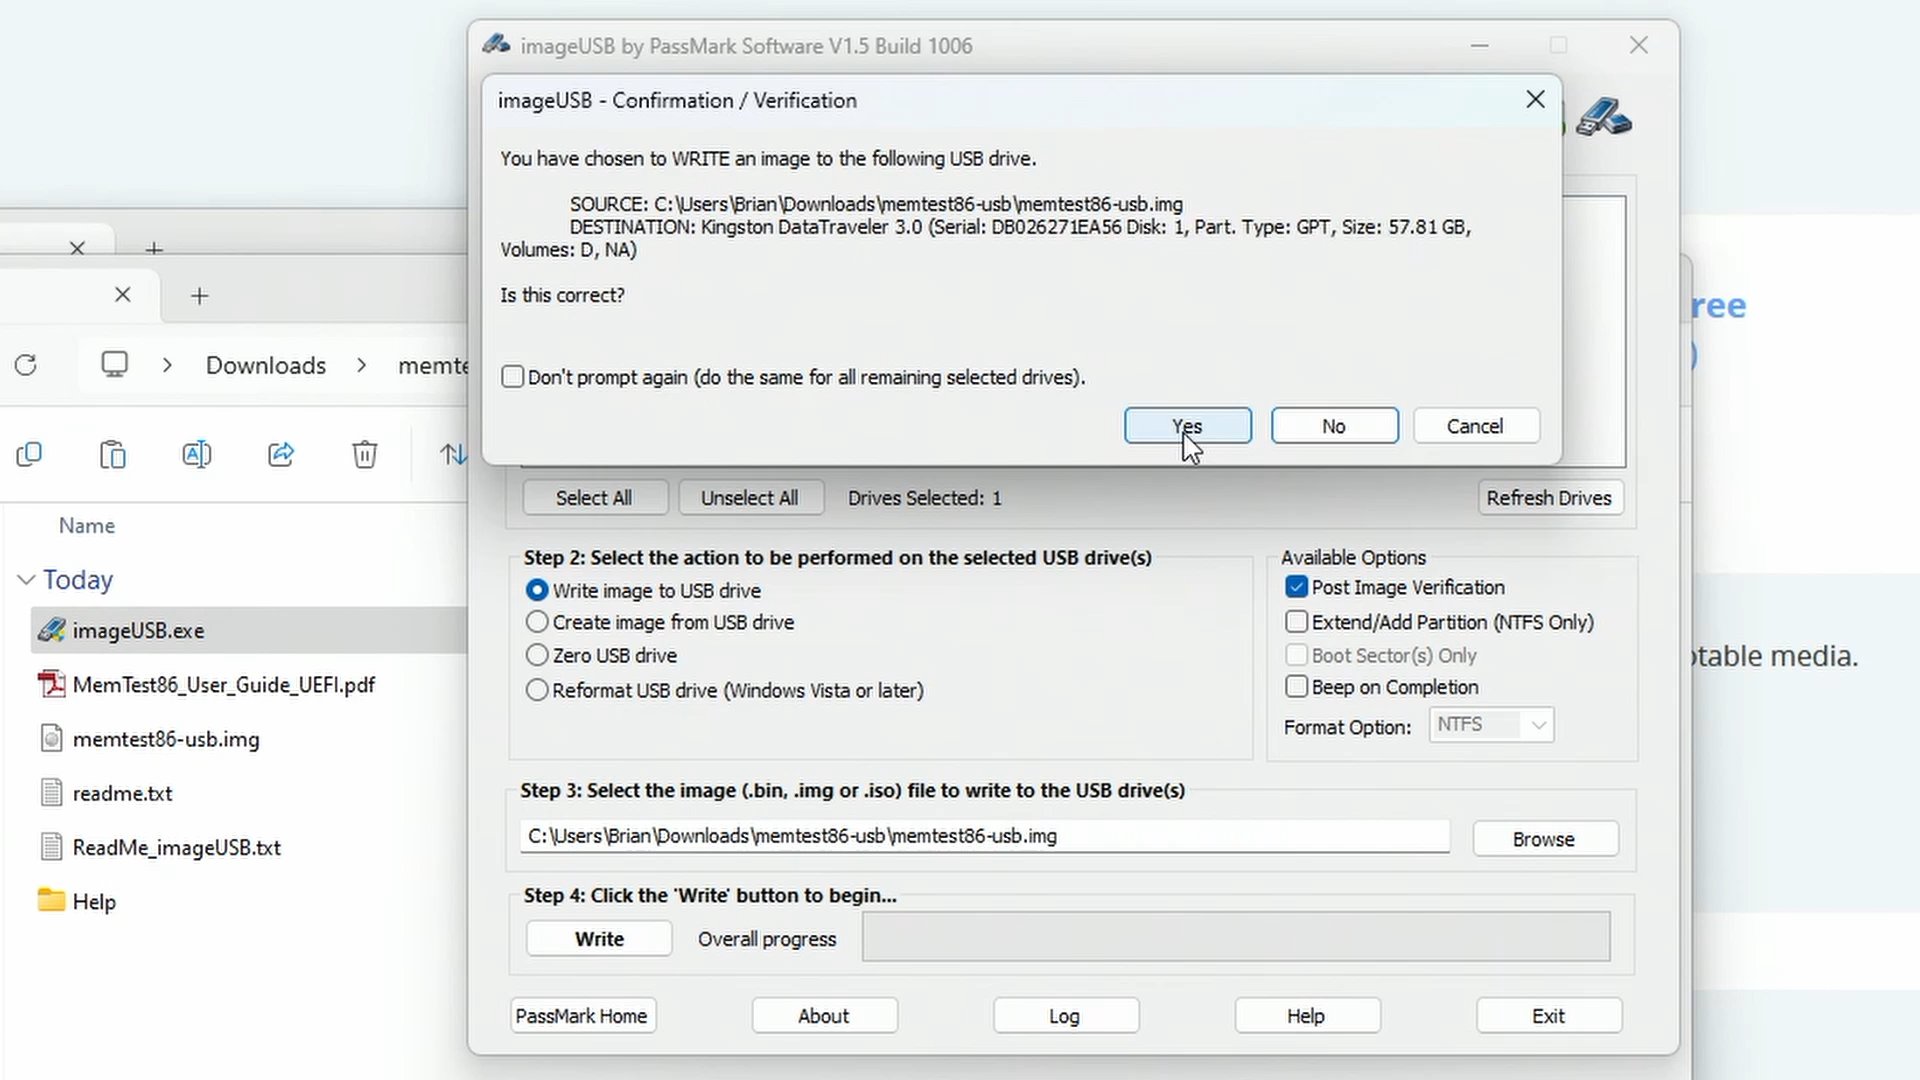 imageUSB by PassMark Software V1.5 Build 1006
imageUSB - Confirmation / Verification
You have chosen to WRITE an image to the following USB drive.
SOURCE: C:\Users\Brian\Downloads\memtest86-usb\memtest86-usb.img
DESTINATION: Kingston DataTraveler 3.0 (Serial: DB026271EA56 Disk: 1, Part. Type: GPT, Size: 57.81 GB,
Volumes: D, NA)
Is this correct?
Don't prompt again (do the same for all remaining selected drives).
Yes
No
Cancel
Select All
Unselect All
Drives Selected: 1
Refresh Drives
Step 2: Select the action to be performed on the selected USB drive(s)
Write image to USB drive
Create image from USB drive
Zero USB drive
Reformat USB drive (Windows Vista or later)
Available Options
Post Image Verification
Extend/Add Partition (NTFS Only)
Boot Sector(s) Only
Beep on Completion
Format Option: NTFS
Step 3: Select the image (.bin, .img or .iso) file to write to the USB drive(s)
C:\Users\Brian\Downloads\memtest86-usb\memtest86-usb.img
Browse
Step 4: Click the 'Write' button to begin...
Write
Overall progress
PassMark Home
About
Log
Help
Exit
Downloads
memte
Name
Today
imageUSB.exe
MemTest86_User_Guide_UEFI.pdf
memtest86-usb.img
readme.txt
ReadMe_imageUSB.txt
Help
ree
)
otable media.